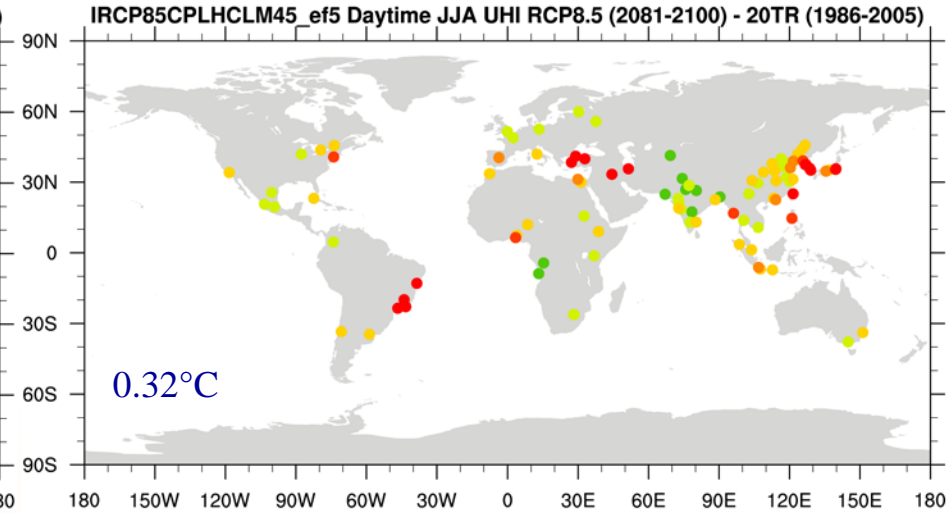 IRCP85CPLHCLM45_ef5 Daytime JJA UHI RCP8.5 (2081-2100) - 20TR (1986-2005)
90N
60N
30N
0
30S
0.32°C
60S
90S
30 180 150W 120W 90W 60W 30W 0 30E 60E 90E 120E 150E 180